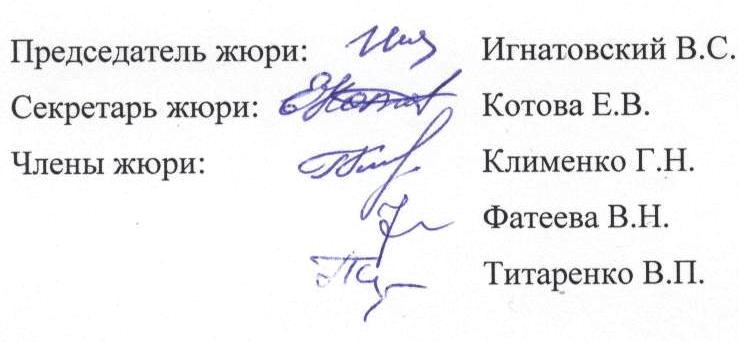 Председатель жюри: Игнатовский В.С.
Секретарь жюри: Котова Е.В.
Члены жюри: Клименко Г.Н.
Фатеева В.Н.
Титаренко В.П.